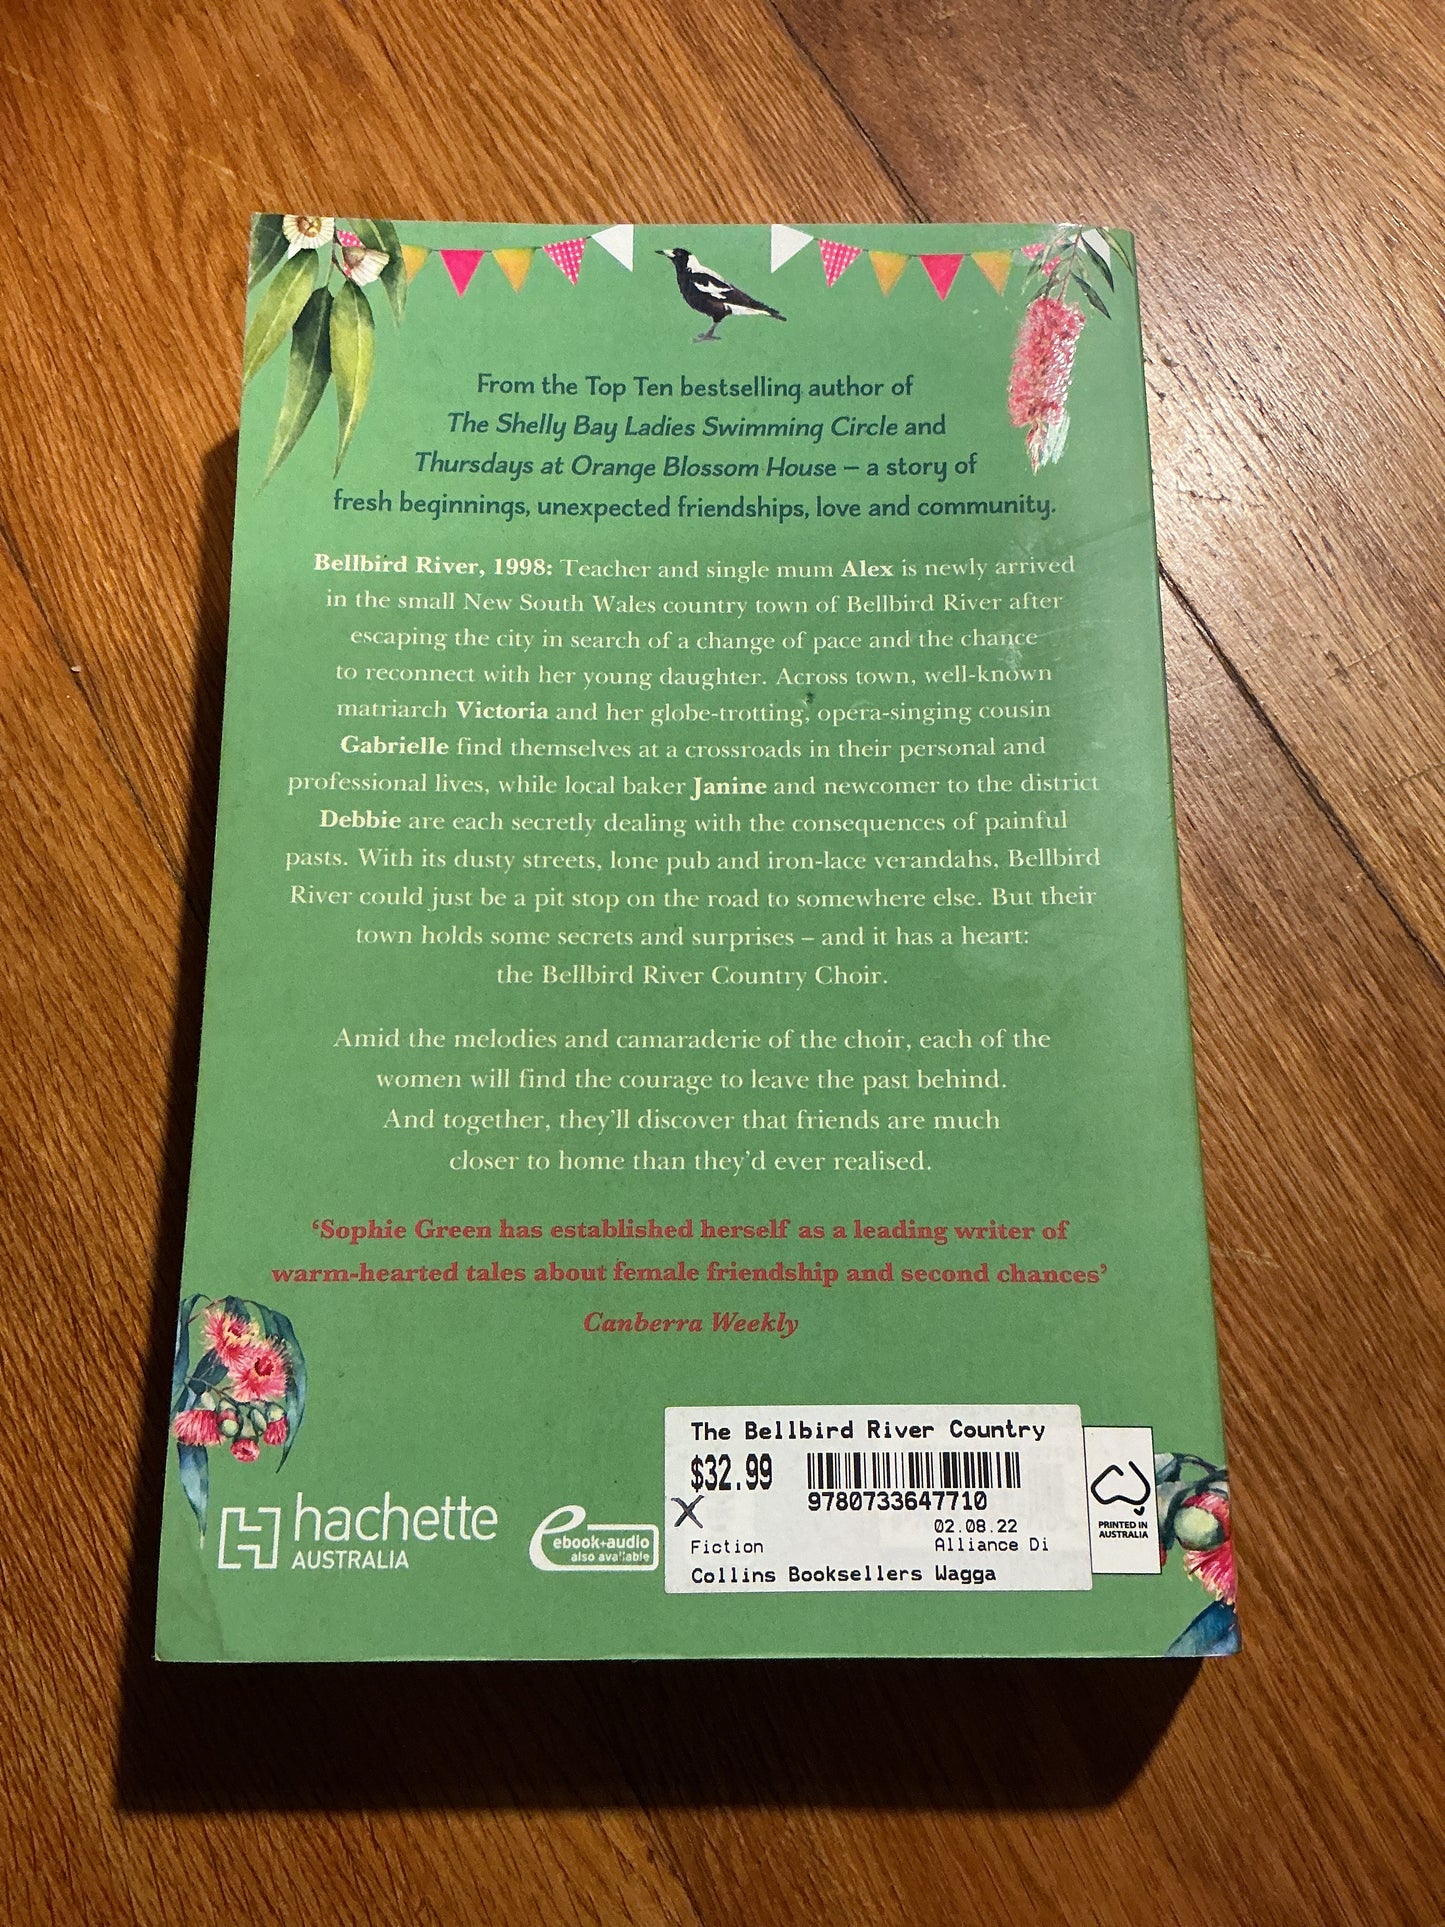 From the Top Ten bestselling author of
The Shelly Bay Ladies Swimming Circle and
Thursdays at Orange Blossom House – a story of
fresh beginnings, unexpected friendships, love and community.
Bellbird River, 1998: Teacher and single mum Alex is newly arrived
in the small New South Wales country town of Bellbird River after
escaping the city in search of a change of pace and the chance
to reconnect with her young daughter. Across town, well-known
matriarch Victoria and her globe-trotting, opera-singing cousin
Gabrielle find themselves at a crossroads in their personal and
professional lives, while local baker Janine and newcomer to the district
Debbie are each secretly dealing with the consequences of painful
pasts. With its dusty streets, lone pub and iron-lace verandahs, Bellbird
River could just be a pit stop on the road to somewhere else. But their
town holds some secrets and surprises – and it has a heart:
the Bellbird River Country Choir.
Amid the melodies and camaraderie of the choir, each of the
women will find the courage to leave the past behind.
And together, they'll discover that friends are much
closer to home than they'd ever realised.
‘Sophie Green has established herself as a leading writer of
warm-hearted tales about female friendship and second chances’
Canberra Weekly
The Bellbird River Country
$32.99
9780733647710
X
02.08.22
Fiction Alliance Di
Collins Booksellers Wagga
PRINTED IN
AUSTRALIA
hachette
AUSTRALIA
ebook+audio
also available